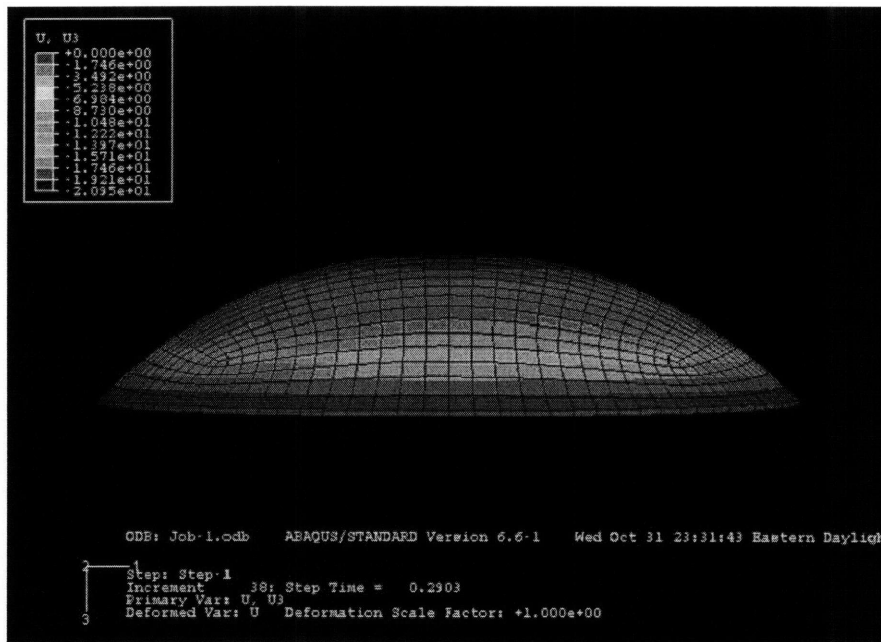 U, U3
+0.000e+00
-1.746e+00
-3.492e+00
-5.238e+00
-6.984e+00
-8.730e+00
-1.048e+01
-1.222e+01
-1.397e+01
-1.571e+01
-1.746e+01
-1.921e+01
-2.095e+01
ODB: Job-1.odb ABAQUS/STANDARD Version 6.6-1 Wed Oct 31 23:31:43 Eastern Dayligh
2 1
3
Step: Step-1
Increment 38: Step Time = 0.2903
Primary Var: U, U3
Deformed Var: U Deformation Scale Factor: +1.000e+00